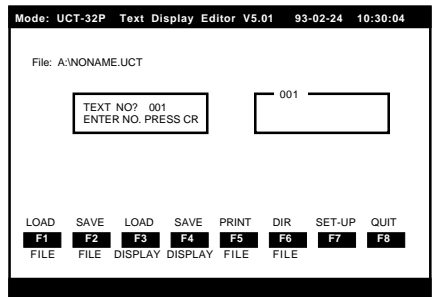 Mode: UCT-32P Text Display Editor V5.01 93-02-24 10:30:04
File: A:\NONAME.UCT
001
TEXT NO? 001
ENTER NO. PRESS CR
LOAD SAVE LOAD SAVE PRINT DIR SET-UP QUIT
F1 F2 F3 F4 F5 F6 F7 F8
FILE FILE DISPLAY DISPLAY FILE FILE